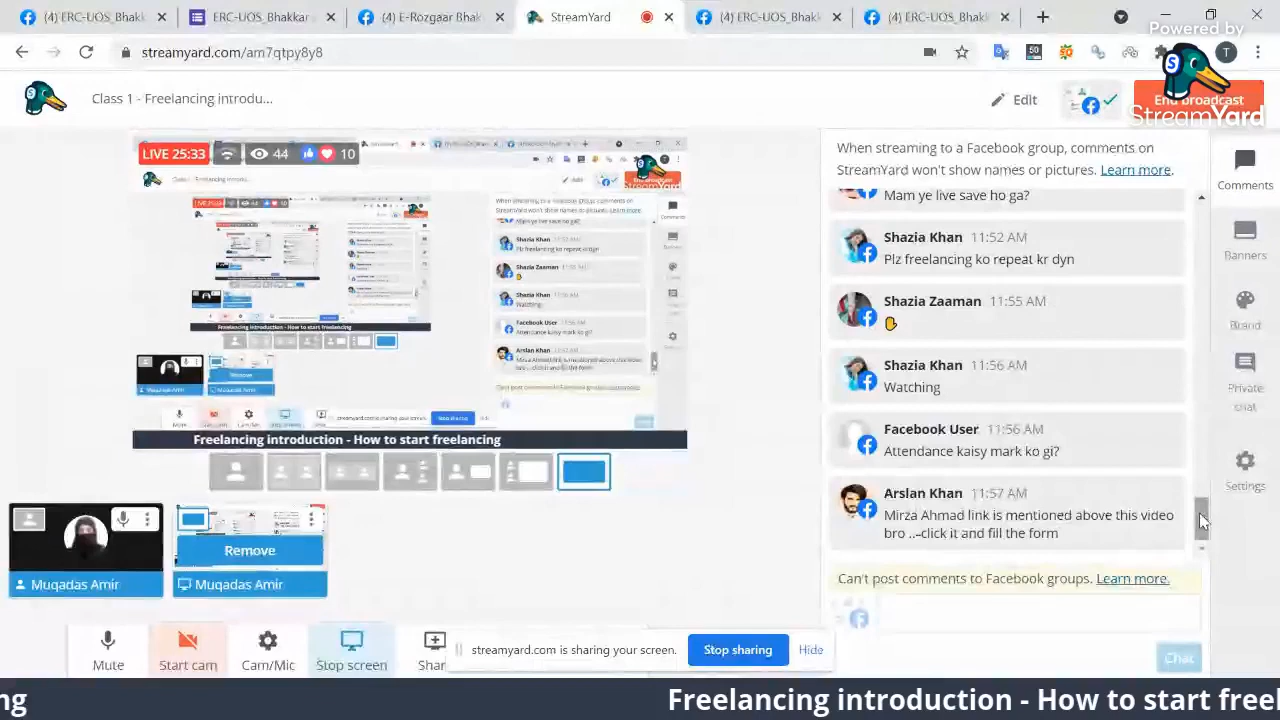 ERC-UOS_Bhakk
ERC-UOS_Bhakkar
(4) E-Rozgaar Bhakk
StreamYard
ERC-UOS_Bhakk
ERC-UOS_Bhakk
streamyard.com/am7qtpy8y8
Powered by
StreamYard
Class 1 - Freelancing introdu...
Edit
End broadcast
LIVE 25:33
44
10
When streaming to a Facebook group, comments on
StreamYard won't show names or pictures. Learn more.
Mam ye live save ho ga?
Shazia Khan 11:52 AM
Plz freelancing ko repeat kr dyn
Shazia Zaaman 11:55 AM
Shazia Khan 11:56 AM
Watching
Facebook User 11:56 AM
Attendance kaisy mark ko gi?
Arslan Khan 11:57 AM
Mirza Ahmad link is mentioned above this video
bro ...click it and fill the form
Can't post comments to Facebook groups. Learn more.
Chat
Comments
Banners
Brand
Private
chat
Settings
Freelancing introduction - How to start freelancing
Muqadas Amir
Remove
Muqadas Amir
Mute
Start cam
Cam/Mic
Stop screen
Shar
streamyard.com is sharing your screen.
Stop sharing
Hide
ng
Freelancing introduction - How to start freel